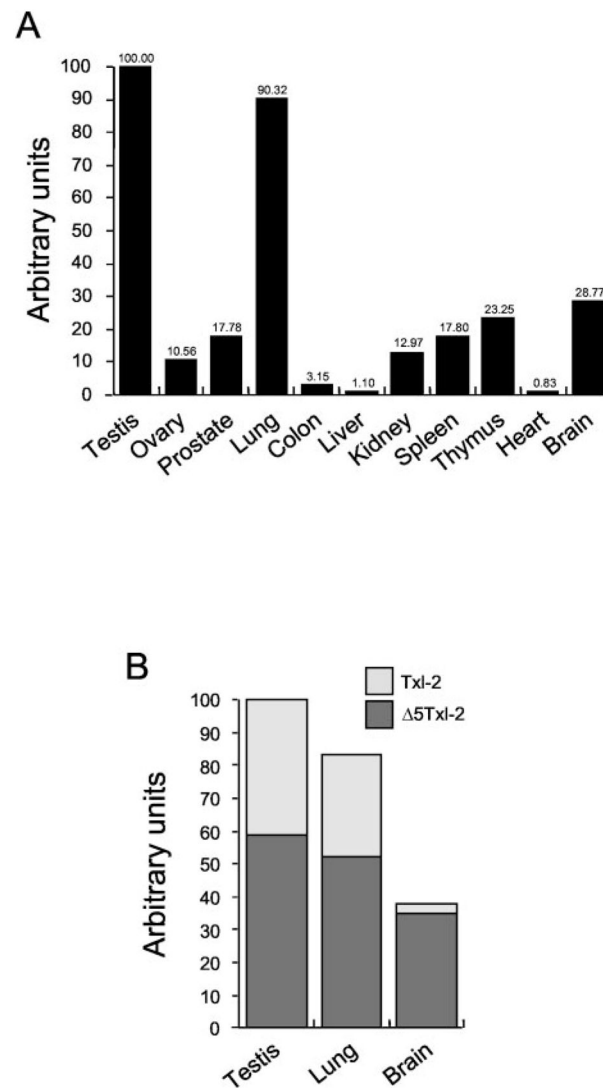 A
Arbitrary units
100
90
80
70
60
50
40
30
20
10
0
100.00
10.56
17.78
90.32
3.15
1.10
12.97
17.80
23.25
0.83
28.77
Testis
Ovary
Prostate
Lung
Colon
Liver
Kidney
Spleen
Thymus
Heart
Brain
B
Txl-2
Δ5Txl-2
Arbitrary units
100
90
80
70
60
50
40
30
20
10
0
Testis
Lung
Brain